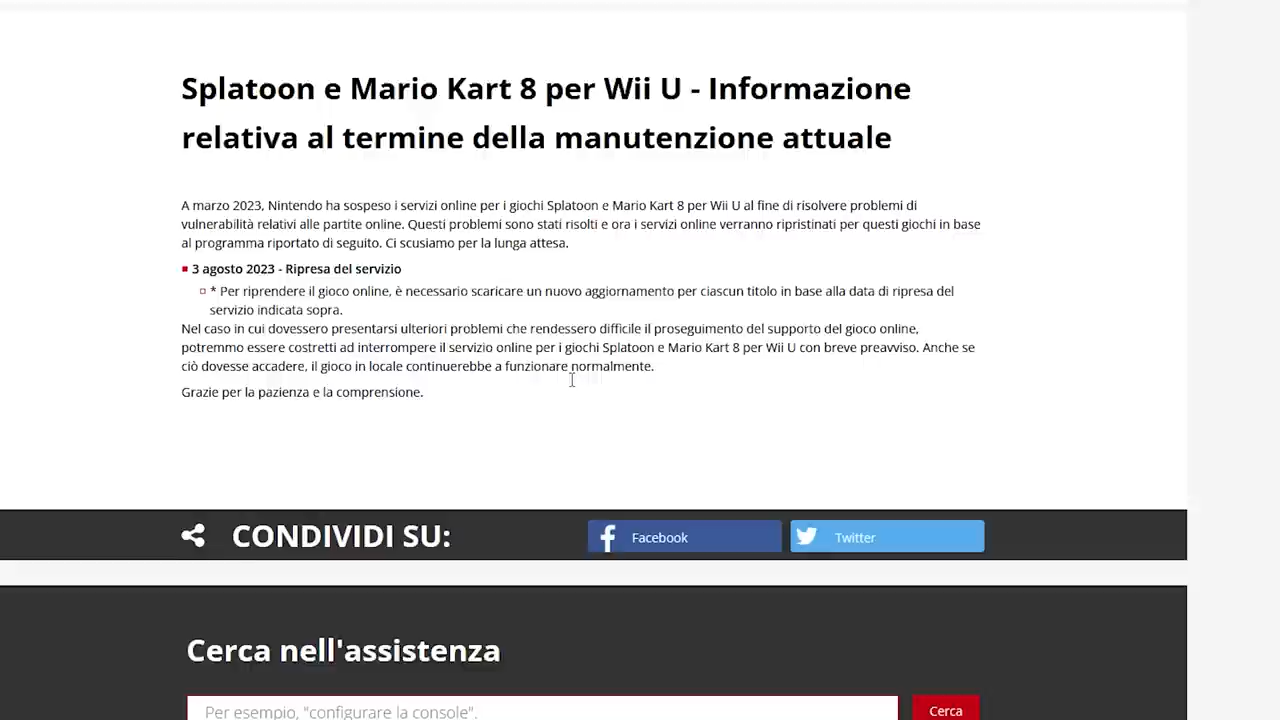 Splatoon e Mario Kart 8 per Wii U - Informazione
relativa al termine della manutenzione attuale
A marzo 2023, Nintendo ha sospeso i servizi online per i giochi Splatoon e Mario Kart 8 per Wii U al fine di risolvere problemi di
vulnerabilità relativi alle partite online. Questi problemi sono stati risolti e ora i servizi online verranno ripristinati per questi giochi in base
al programma riportato di seguito. Ci scusiamo per la lunga attesa.
3 agosto 2023 - Ripresa del servizio
* Per riprendere il gioco online, è necessario scaricare un nuovo aggiornamento per ciascun titolo in base alla data di ripresa del
servizio indicata sopra.
Nel caso in cui dovessero presentarsi ulteriori problemi che rendessero difficile il proseguimento del supporto del gioco online,
potremmo essere costretti ad interrompere il servizio online per i giochi Splatoon e Mario Kart 8 per Wii U con breve preavviso. Anche se
ciò dovesse accadere, il gioco in locale continuerebbe a funzionare normalmente.
Grazie per la pazienza e la comprensione.
CONDIVIDI SU:
Facebook
Twitter
Cerca nell'assistenza
Per esempio, "configurare la console".
Cerca